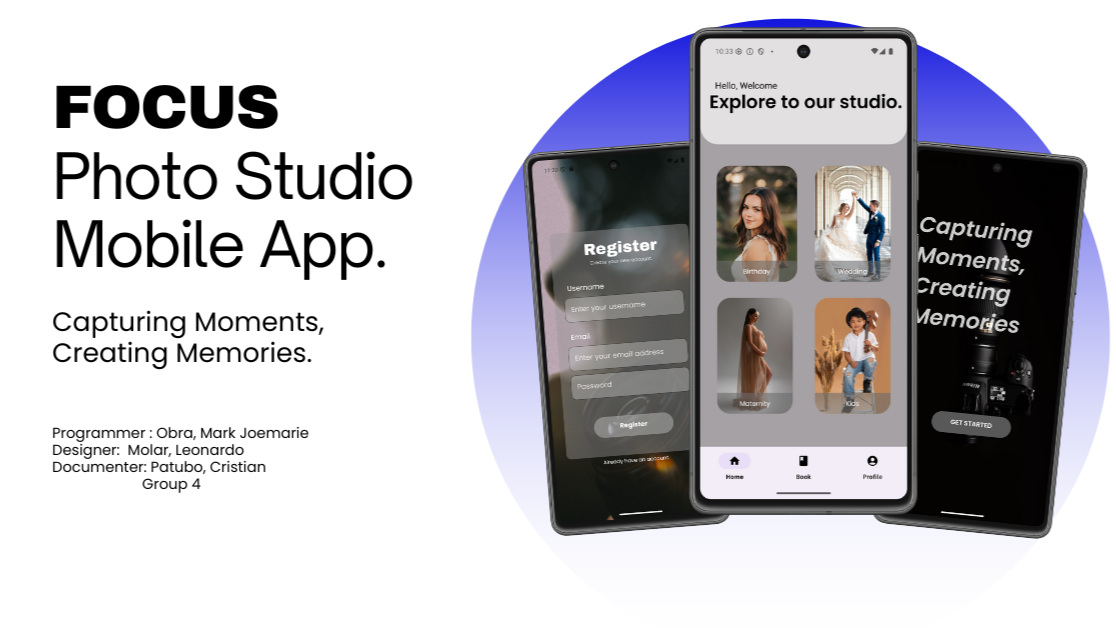 FOCUS
Photo Studio
Mobile App.
Capturing Moments,
Creating Memories.
Programmer : Obra, Mark Joemarie
Designer: Molar, Leonardo
Documenter: Patubo, Cristian
Group 4
Register
Create your new account
Username
Enter your username
Email
Enter your email address
Password
Register
Already have an account
10:33
Hello, Welcome
Explore to our studio.
Birthday
Wedding
Maternity
Kids
Home
Book
Profile
Capturing
Moments,
Creating
Memories
GET STARTED